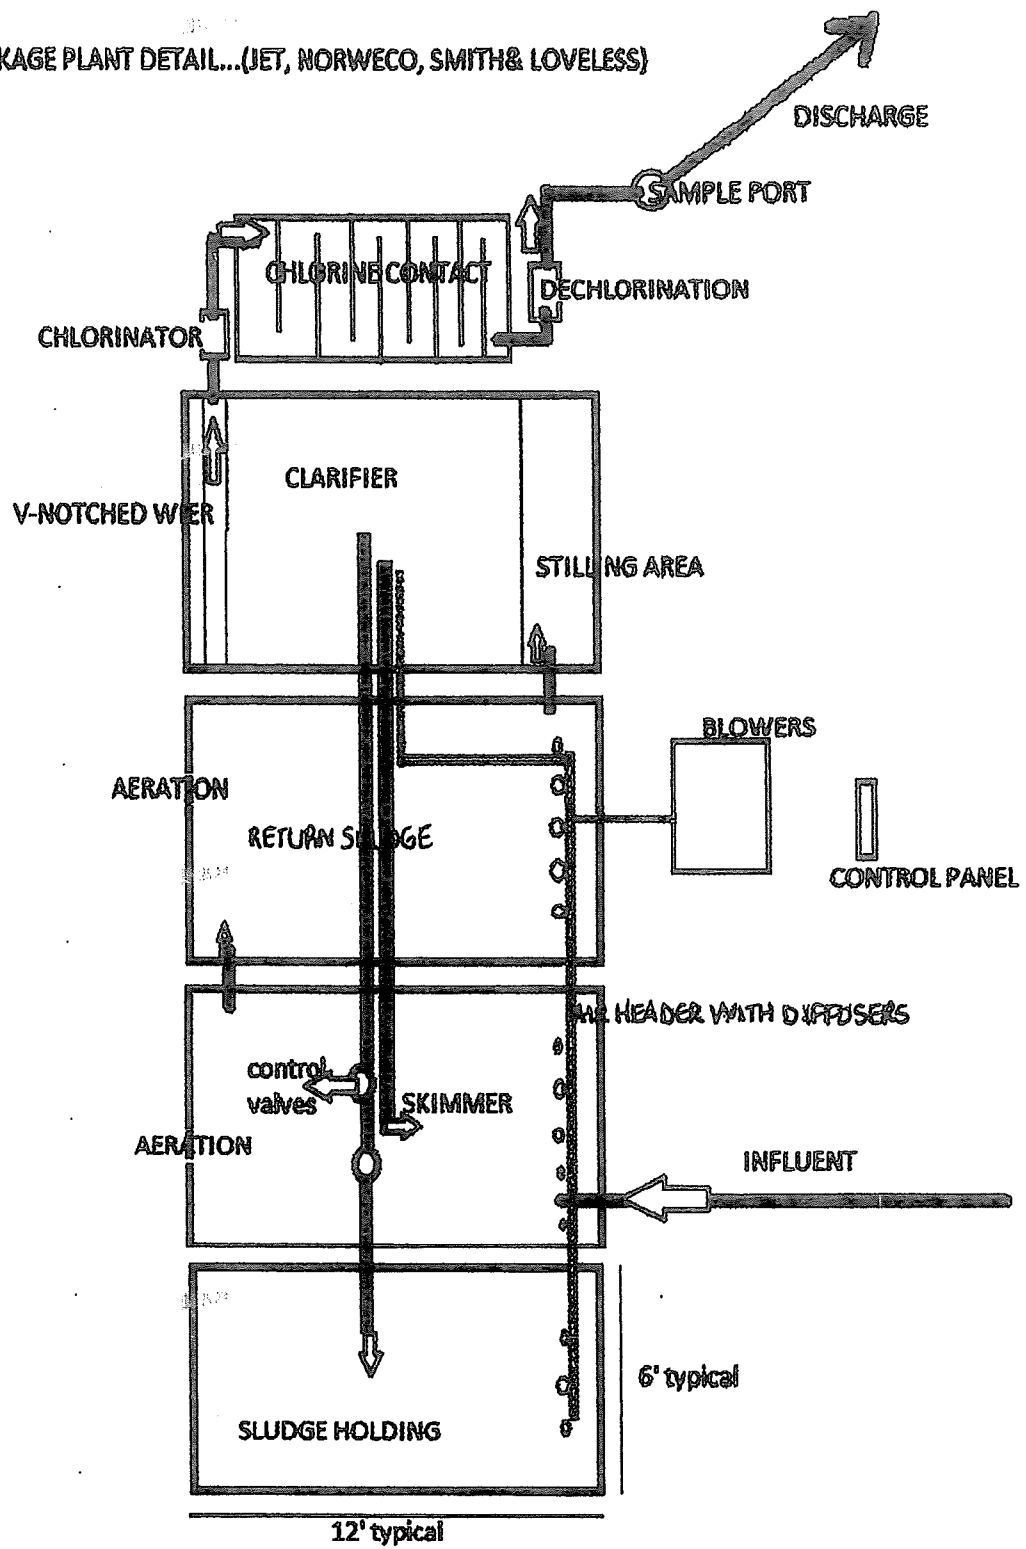 KAGE PLANT DETAIL...(JET, NORWECO, SMITH& LOVELESS)
DISCHARGE
SAMPLE PORT
CHLORINE CONTACT
DECHLORINATION
CHLORINATOR
CLARIFIER
V-NOTCHED WIER
STILLING AREA
BLOWERS
AERATION
RETURN SLUDGE
CONTROL PANEL
AIR HEADER WITH DIFFUSERS
control
valves
SKIMMER
AERATION
INFLUENT
6' typical
SLUDGE HOLDING
12' typical